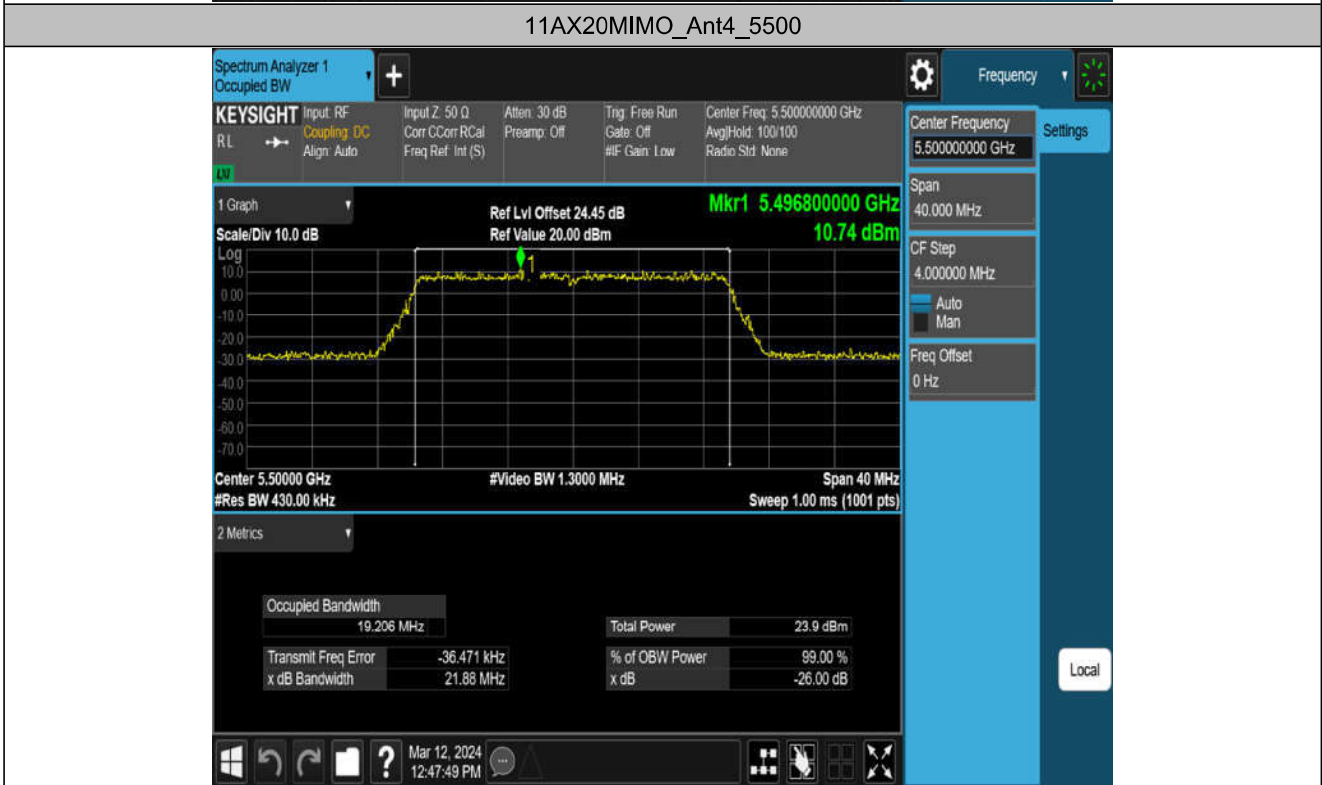 11AX20MIMO_Ant4_5500
Spectrum Analyzer 1
Occupied BW
Frequency
KEYSIGHT
Input: RF
Input Z: 50 Ω
Atten: 30 dB
Trig: Free Run
Center Freq: 5.500000000 GHz
RL
Coupling: DC
Corr CCorr RCal
Preamp: Off
Gate: Off
Avg|Hold: 100/100
Align: Auto
Freq Ref: Int (S)
#IF Gain: Low
Radio Std: None
Center Frequency
5.500000000 GHz
Settings
Span
40.000 MHz
CF Step
4.000000 MHz
Auto
Man
Freq Offset
0 Hz
1 Graph
Ref Lvl Offset 24.45 dB
Mkr1 5.496800000 GHz
Scale/Div 10.0 dB
Ref Value 20.00 dBm
10.74 dBm
Log
1
10.0
0.00
-10.0
-20.0
-30.0
-40.0
-50.0
-60.0
-70.0
Center 5.50000 GHz
#Video BW 1.3000 MHz
Span 40 MHz
#Res BW 430.00 kHz
Sweep 1.00 ms (1001 pts)
2 Metrics
Occupied Bandwidth
19.206 MHz
Total Power 23.9 dBm
Transmit Freq Error -36.471 kHz
% of OBW Power 99.00 %
x dB Bandwidth 21.88 MHz
x dB -26.00 dB
Local
?
Mar 12, 2024
12:47:49 PM